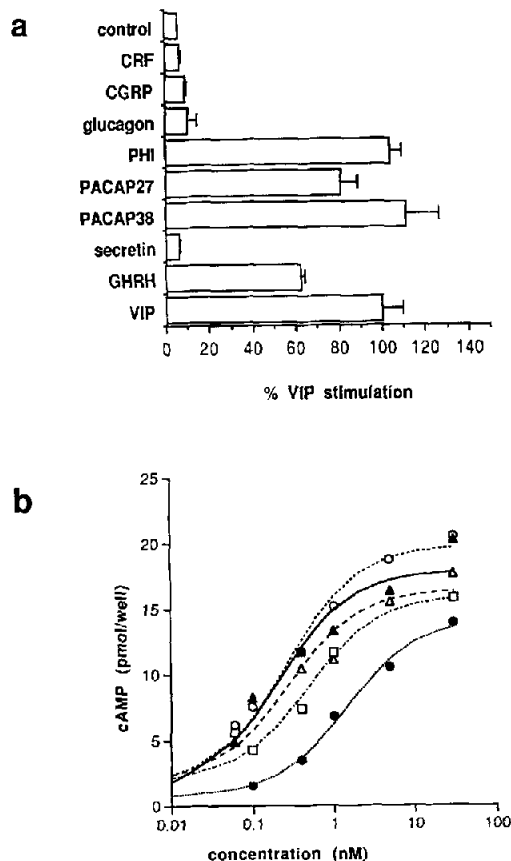 a
control
CRF
CGRP
glucagon
PHI
PACAP27
PACAP38
secretin
GHRH
VIP
0 20 40 60 80 100 120 140
% VIP stimulation
b
25
20
15
10
5
0
cAMP (pmol/well)
0.01 0.1 1 10 100
concentration (nM)